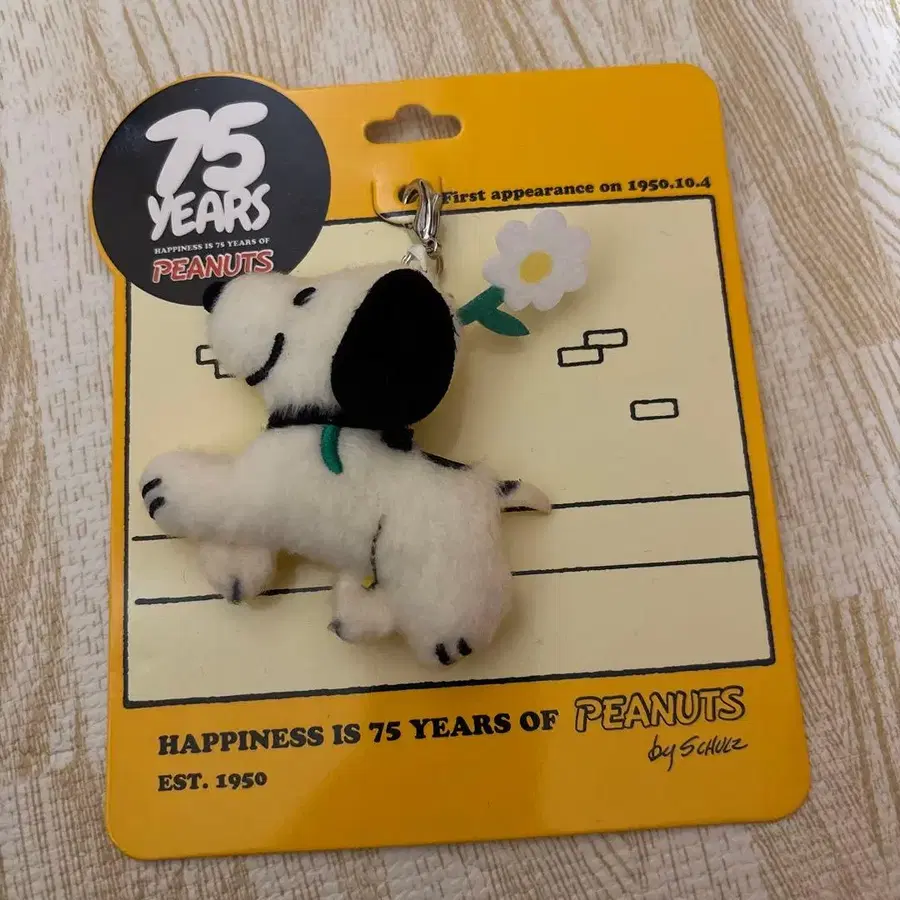 75
YEARS
HAPPINESS IS 75 YEARS OF
PEANUTS
First appearance on 1950.10.4
HAPPINESS IS 75 YEARS OF PEANUTS
by SCHULZ
EST. 1950